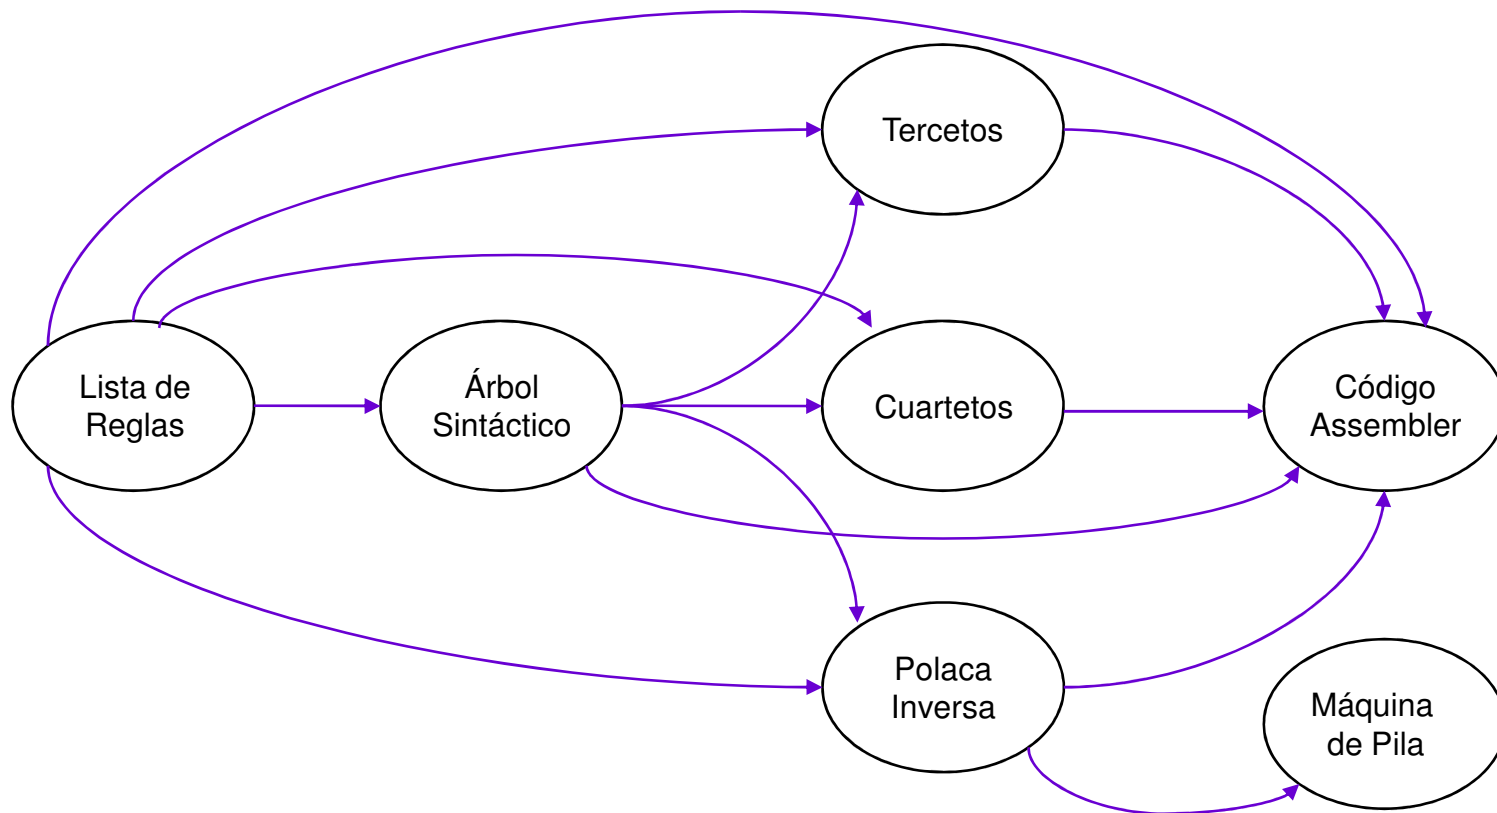 Tercetos
Lista de
Reglas
Árbol
Sintáctico
Cuartetos
Código
Assembler
Polaca
Inversa
Máquina
de Pila